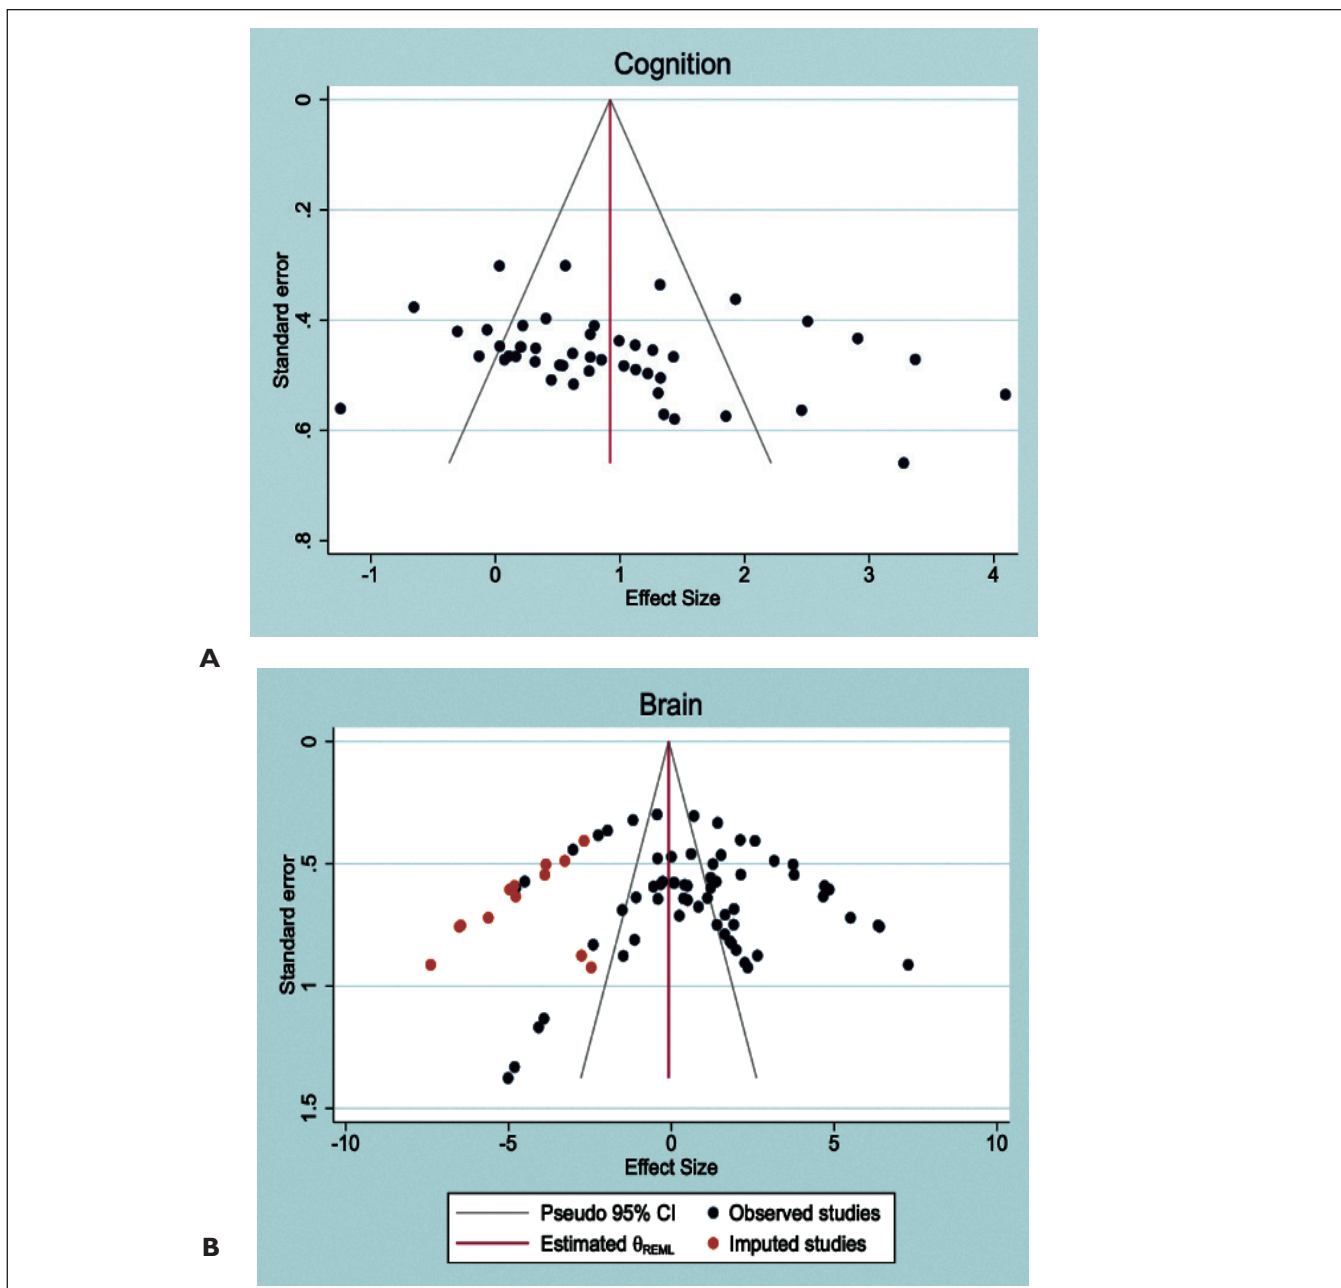 Cognition
0
.2
.4
.6
.8
Standard error
-1 0 1 2 3 4
Effect Size
A
Brain
0
.5
1
1.5
Standard error
-10 -5 0 5 10
Effect Size
Pseudo 95% CI Observed studies
Estimated θREML Imputed studies
B